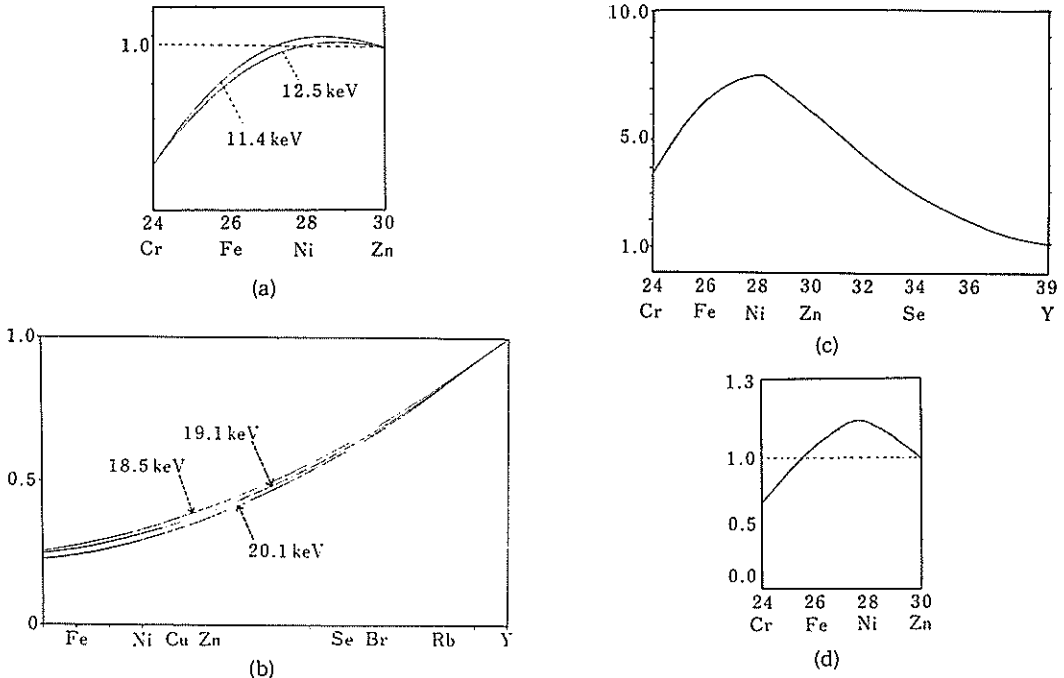 1.0
12.5 keV
11.4 keV
24 26 28 30
Cr Fe Ni Zn
(a)
1.0
0.5
0
19.1 keV
18.5 keV
20.1 keV
Fe Ni Cu Zn Se Br Rb Y
(b)
10.0
5.0
1.0
24 26 28 30 32 34 36 39
Cr Fe Ni Zn Se Y
(c)
1.3
1.0
0.5
0.0
24 26 28 30
Cr Fe Ni Zn
(d)